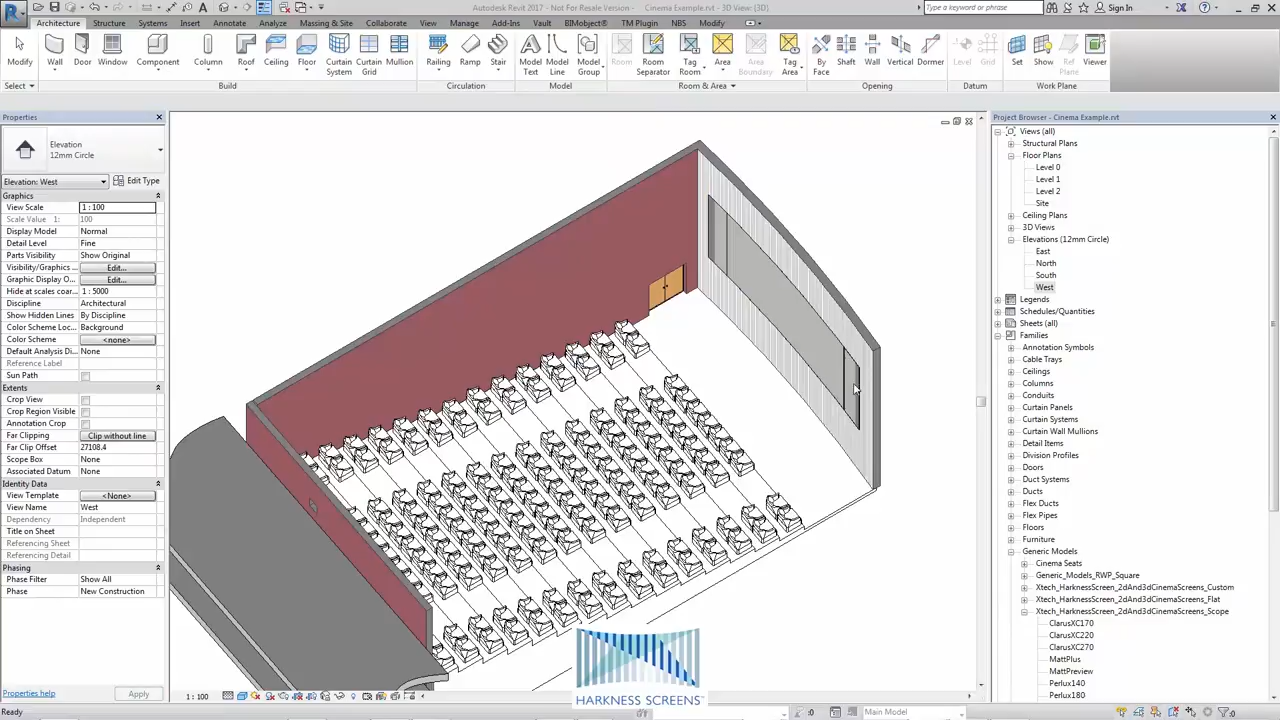 Autodesk Revit 2017 - Not For Resale Version - Cinema Example.rvt - 3D View: {3D}
Type a keyword or phrase
Sign In
Architecture Structure Systems Insert Annotate Analyze Massing & Site Collaborate View Manage Add-Ins Vault BIMobject® TM Plugin NBS Modify
Modify Wall Door Window Component Column Roof Ceiling Floor Curtain System Curtain Grid Mullion Railing Ramp Stair Model Text Model Line Model Group Room Room Separator Tag Room Area Area Boundary Tag Area By Face Shaft Wall Vertical Dormer Level Grid Set Show Ref Plane Viewer
Select Build Circulation Model Room & Area Opening Datum Work Plane
Properties
Elevation
12mm Circle
Elevation: West Edit Type
Graphics
View Scale 1 : 100
Scale Value 1: 100
Display Model Normal
Detail Level Fine
Parts Visibility Show Original
Visibility/Graphics ... Edit...
Graphic Display O... Edit...
Hide at scales coar... 1 : 5000
Discipline Architectural
Show Hidden Lines By Discipline
Color Scheme Loc... Background
Color Scheme <none>
Default Analysis Di... None
Reference Label
Sun Path
Extents
Crop View
Crop Region Visible
Annotation Crop
Far Clipping Clip without line
Far Clip Offset 27108.4
Scope Box None
Associated Datum None
Identity Data
View Template <None>
View Name West
Dependency Independent
Title on Sheet
Referencing Sheet
Referencing Detail
Phasing
Phase Filter Show All
Phase New Construction
Properties help Apply
1 : 100
HARKNESS SCREENS
Project Browser - Cinema Example.rvt
Views (all)
Structural Plans
Floor Plans
Level 0
Level 1
Level 2
Site
Ceiling Plans
3D Views
Elevations (12mm Circle)
East
North
South
West
Legends
Schedules/Quantities
Sheets (all)
Families
Annotation Symbols
Cable Trays
Ceilings
Columns
Conduits
Curtain Panels
Curtain Systems
Curtain Wall Mullions
Detail Items
Division Profiles
Doors
Duct Systems
Ducts
Flex Ducts
Flex Pipes
Floors
Furniture
Generic Models
Cinema Seats
Generic_Models_RWP_Square
Xtech_HarknessScreen_2dAnd3dCinemaScreens_Custom
Xtech_HarknessScreen_2dAnd3dCinemaScreens_Flat
Xtech_HarknessScreen_2dAnd3dCinemaScreens_Scope
ClarusXC170
ClarusXC220
ClarusXC270
MattPlus
MattPreview
Perlux140
Perlux180
Ready :0 Main Model :0